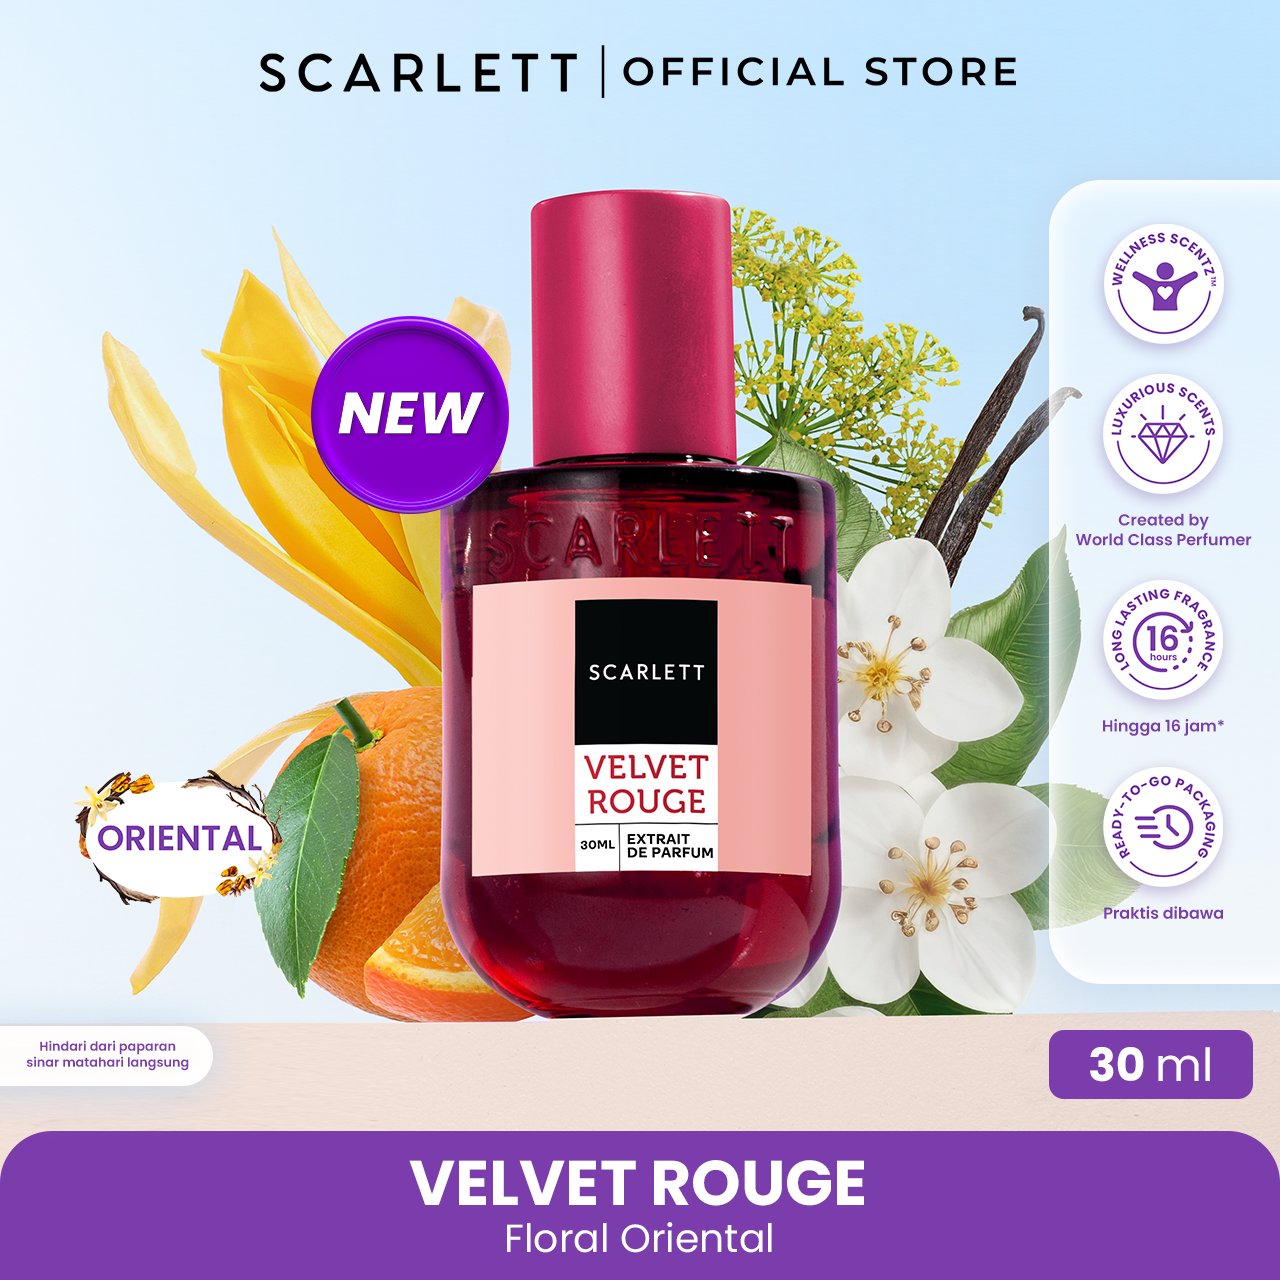 SCARLETT | OFFICIAL STORE
WELLNESS SCENTZ™
NEW
LUXURIOUS SCENTS
Created by
World Class Perfumer
SCARLETT
SCARLETT
VELVET
ROUGE
30ML
EXTRAIT
DE PARFUM
LONG LASTING FRAGRANCE
16
hours
Hingga 16 jam*
READY-TO-GO PACKAGING
Praktis dibawa
ORIENTAL
Hindari dari paparan
sinar matahari langsung
30 ml
VELVET ROUGE
Floral Oriental